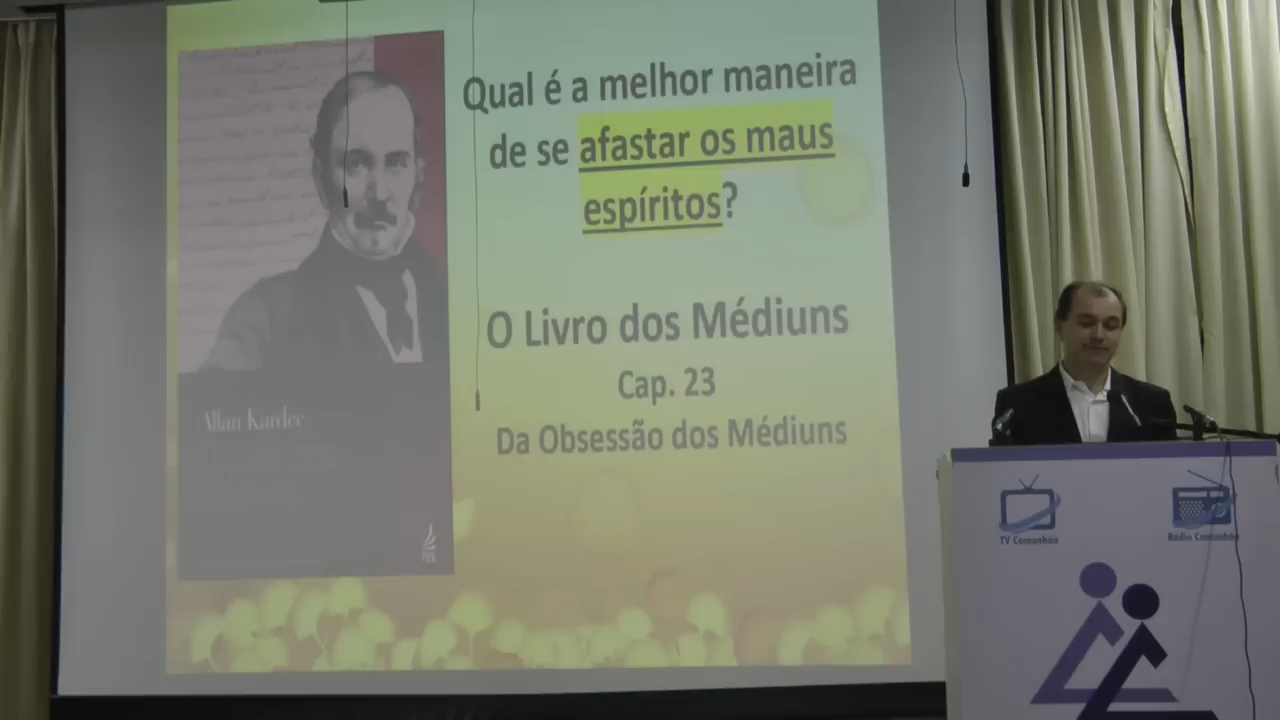 Qual é a melhor maneira
de se afastar os maus
espíritos?
O Livro dos Médiuns
Cap. 23
Da Obsessão dos Médiuns
Allan Kardec
FEB
TV Comunhão
Rádio Comunhão